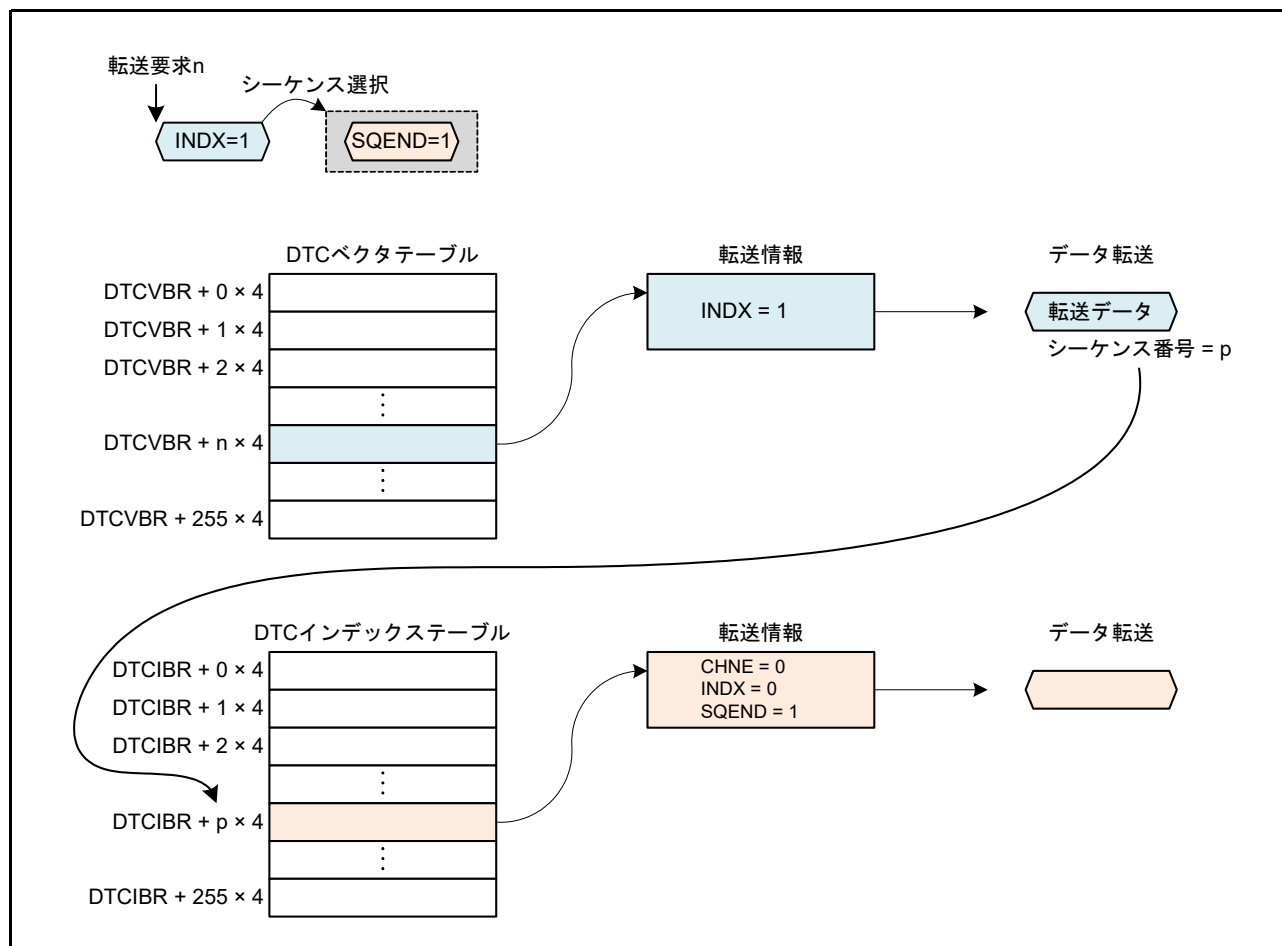 転送要求n
シーケンス選択
INDX=1
SQEND=1
DTCベクタテーブル
転送情報
データ転送
DTCVBR + 0 × 4
DTCVBR + 1 × 4
DTCVBR + 2 × 4
⋮
DTCVBR + n × 4
⋮
DTCVBR + 255 × 4
INDX = 1
転送データ
シーケンス番号 = p
DTCインデックステーブル
転送情報
データ転送
DTCIBR + 0 × 4
DTCIBR + 1 × 4
DTCIBR + 2 × 4
⋮
DTCIBR + p × 4
⋮
DTCIBR + 255 × 4
CHNE = 0
INDX = 0
SQEND = 1